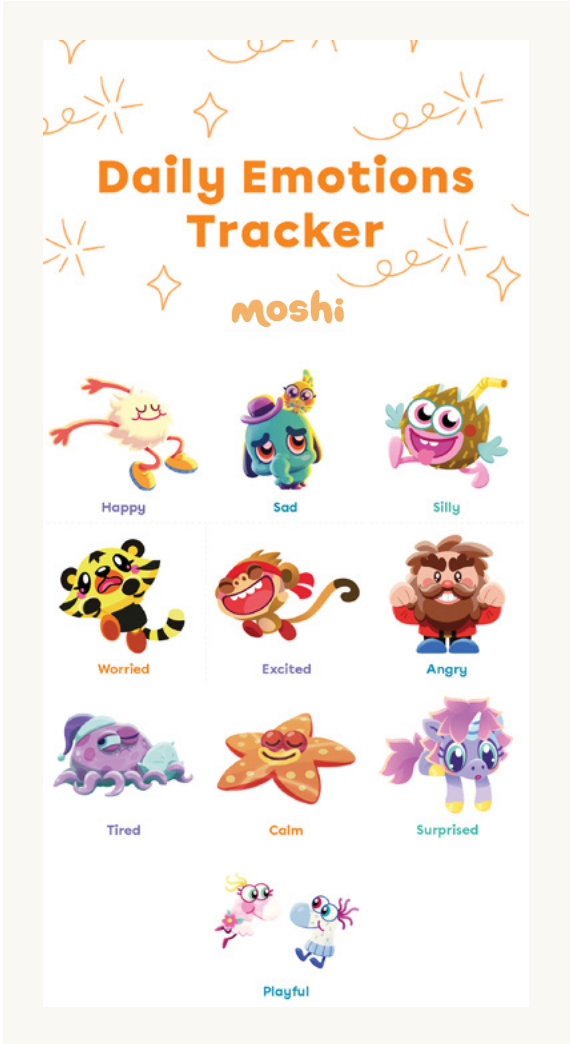 Daily Emotions
Tracker
moshi
Happy
Sad
Silly
Worried
Excited
Angry
Tired
Calm
Surprised
Playful